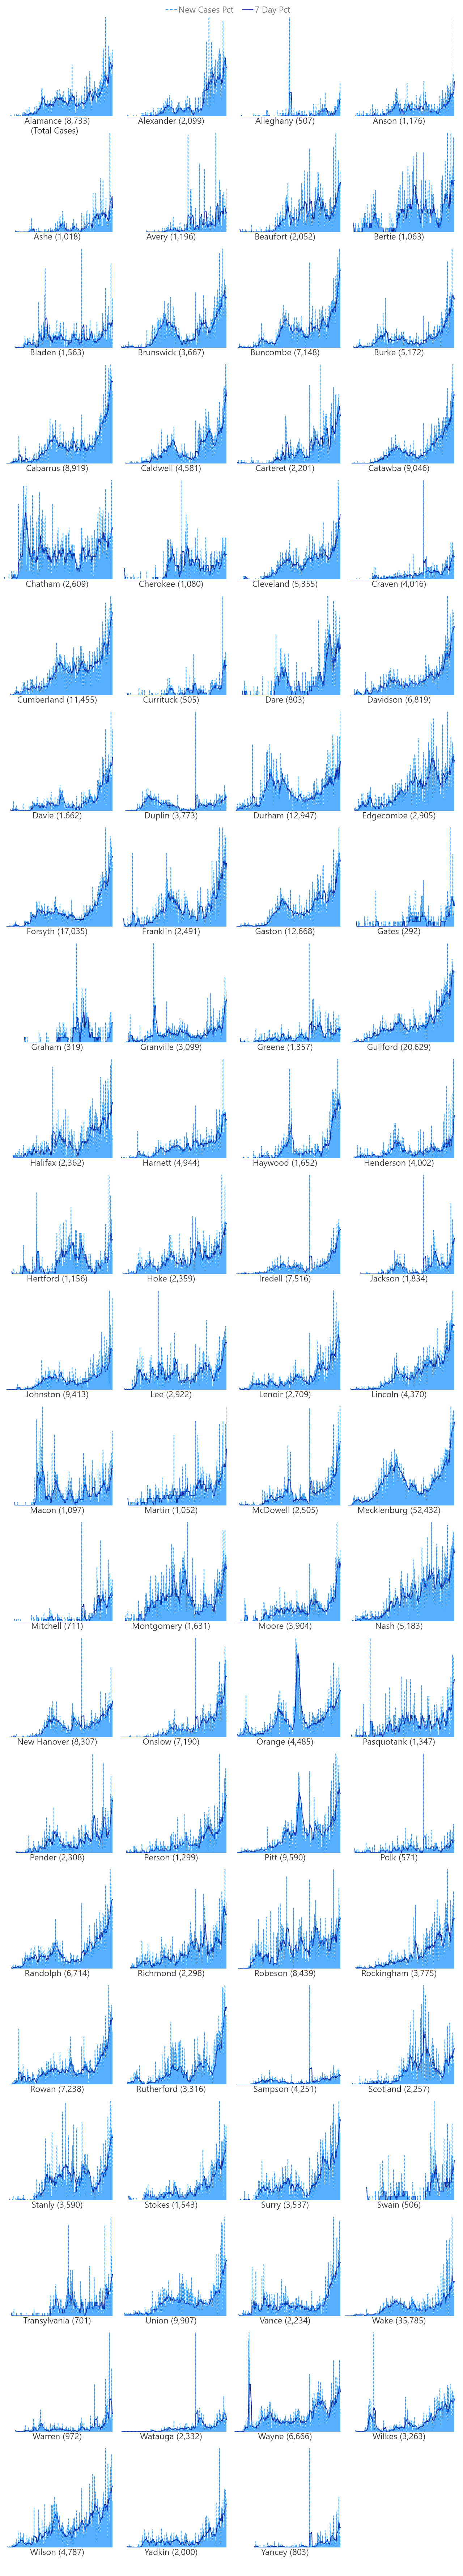 New Cases Pct 7 Day Pct
Alamance (8,733) Alexander (2,099) Alleghany (507) Anson (1,176)
(Total Cases)
Ashe (1,018) Avery (1,196) Beaufort (2,052) Bertie (1,063)
Bladen (1,563) Brunswick (3,667) Buncombe (7,148) Burke (5,172)
Cabarrus (8,919) Caldwell (4,581) Carteret (2,201) Catawba (9,046)
Chatham (2,609) Cherokee (1,080) Cleveland (5,355) Craven (4,016)
Cumberland (11,455) Currituck (505) Dare (803) Davidson (6,819)
Davie (1,662) Duplin (3,773) Durham (12,947) Edgecombe (2,905)
Forsyth (17,035) Franklin (2,491) Gaston (12,668) Gates (292)
Graham (319) Granville (3,099) Greene (1,357) Guilford (20,629)
Halifax (2,362) Harnett (4,944) Haywood (1,652) Henderson (4,002)
Hertford (1,156) Hoke (2,359) Iredell (7,516) Jackson (1,834)
Johnston (9,413) Lee (2,922) Lenoir (2,709) Lincoln (4,370)
Macon (1,097) Martin (1,052) McDowell (2,505) Mecklenburg (52,432)
Mitchell (711) Montgomery (1,631) Moore (3,904) Nash (5,183)
New Hanover (8,307) Onslow (7,190) Orange (4,485) Pasquotank (1,347)
Pender (2,308) Person (1,299) Pitt (9,590) Polk (571)
Randolph (6,714) Richmond (2,298) Robeson (8,439) Rockingham (3,775)
Rowan (7,238) Rutherford (3,316) Sampson (4,251) Scotland (2,257)
Stanly (3,590) Stokes (1,543) Surry (3,537) Swain (506)
Transylvania (701) Union (9,907) Vance (2,234) Wake (35,785)
Warren (972) Watauga (2,332) Wayne (6,666) Wilkes (3,263)
Wilson (4,787) Yadkin (2,000) Yancey (803)